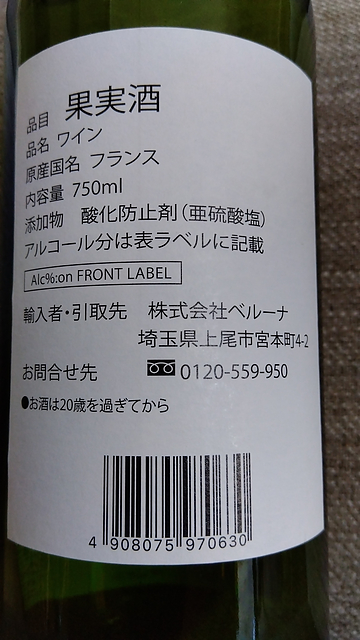 品目 果実酒
品名 ワイン
原産国名 フランス
内容量 750ml
添加物 酸化防止剤（亜硫酸塩）
アルコール分は表ラベルに記載
Alc%:on FRONT LABEL
輸入者・引取先 株式会社ベルーナ
埼玉県上尾市宮本町4-2
お問合せ先 0120-559-950
●お酒は20歳を過ぎてから
4 908075 970630